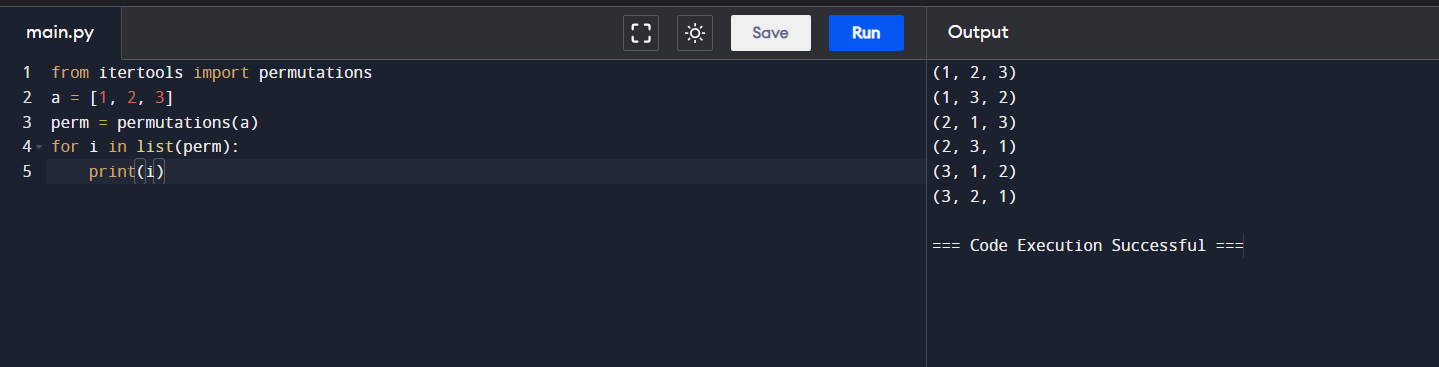 main.py
Save
Run
Output
1 from itertools import permutations
2 a = [1, 2, 3]
3 perm = permutations(a)
4 for i in list(perm):
5     print(i)
(1, 2, 3)
(1, 3, 2)
(2, 1, 3)
(2, 3, 1)
(3, 1, 2)
(3, 2, 1)
=== Code Execution Successful ===